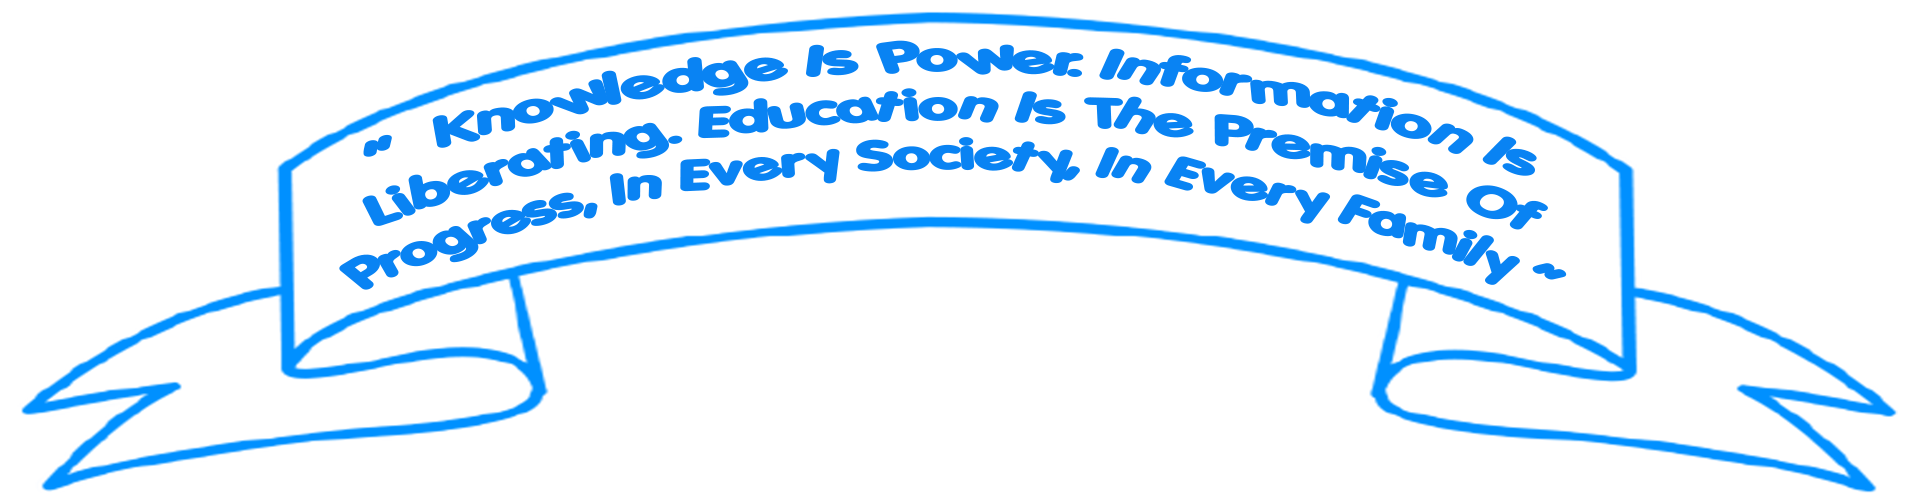 ~ Knowledge Is Power. Information Is
Liberating. Education Is The Premise Of
Progress, In Every Society, In Every Family ~